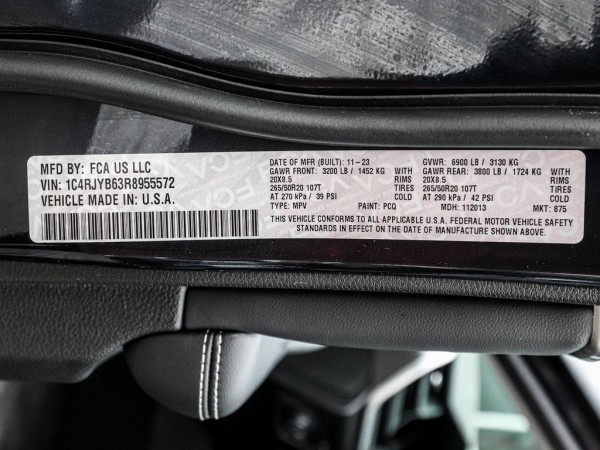 MFD BY: FCA US LLC
VIN: 1C4RJYB63R8955572
VEHICLE MADE IN: U.S.A.
DATE OF MFR (BUILT): 11-23 GVWR: 6900 LB / 3130 KG
GAWR FRONT: 3200 LB / 1452 KG WITH GAWR REAR: 3800 LB / 1724 KG WITH
20X8.5 RIMS 20X8.5 RIMS
265/50R20 107T TIRES 265/50R20 107T TIRES
AT 270 kPa / 39 PSI COLD AT 290 kPa / 42 PSI COLD
TYPE: MPV PAINT: PCQ MDH: 112013 MKT: 875
THIS VEHICLE CONFORMS TO ALL APPLICABLE U.S.A. FEDERAL MOTOR VEHICLE SAFETY
STANDARDS IN EFFECT ON THE DATE OF MANUFACTURE SHOWN ABOVE.